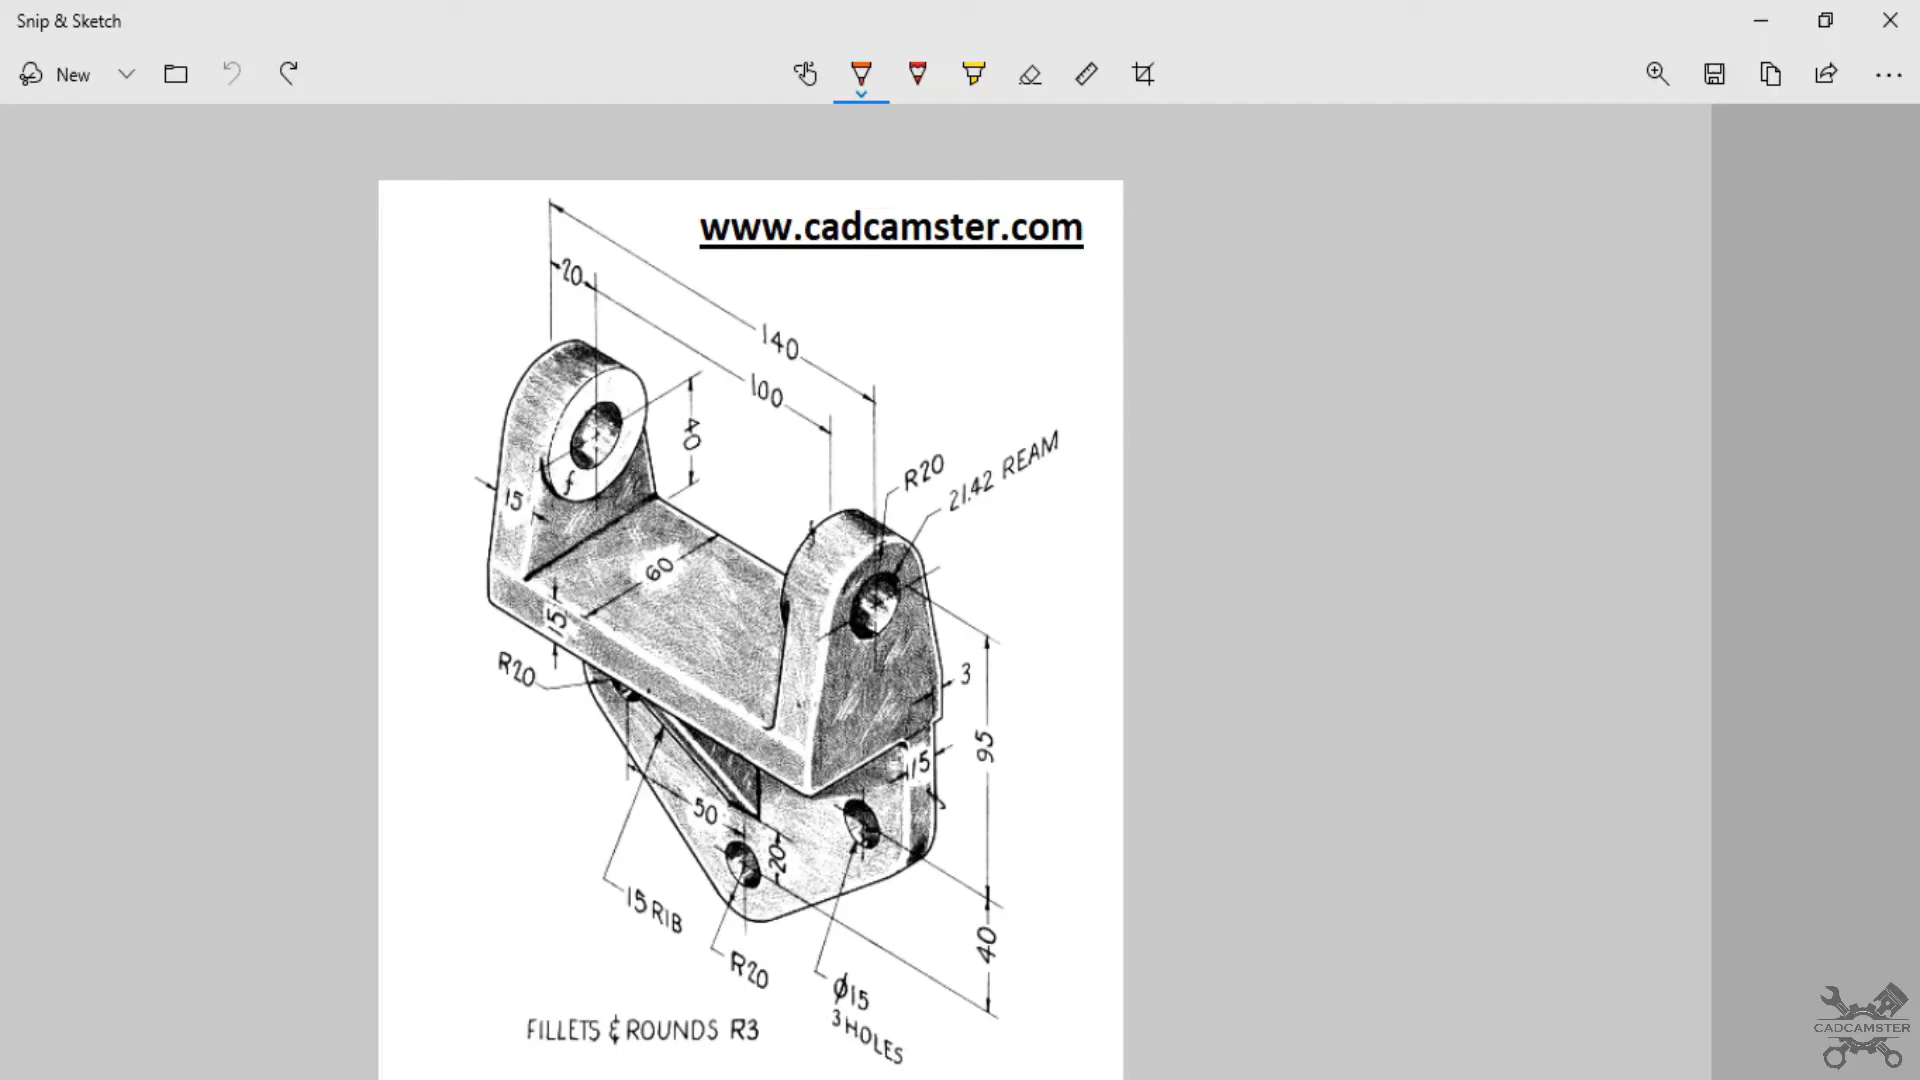 Snip & Sketch
New
www.cadcamster.com
20
140
100
40
R20
21.42 REAM
f
15
60
15
R20
3
95
15
50
20
15 RIB
40
R20
Ø15
3 HOLES
FILLETS & ROUNDS R3
CADCAMSTER